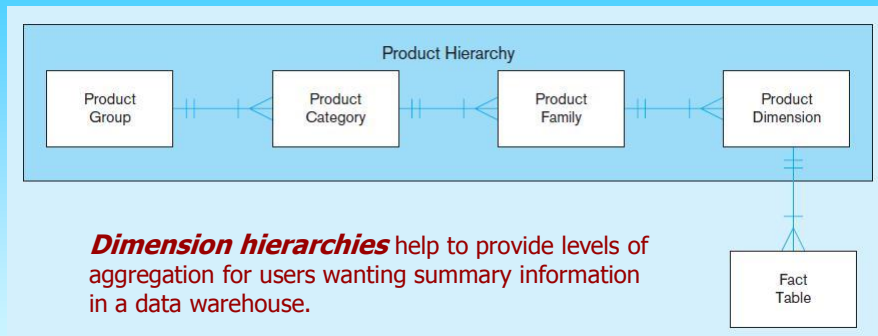 Product Hierarchy
Product
Group
Product
Category
Product
Family
Product
Dimension
Dimension hierarchies help to provide levels of
aggregation for users wanting summary information
in a data warehouse.
Fact
Table